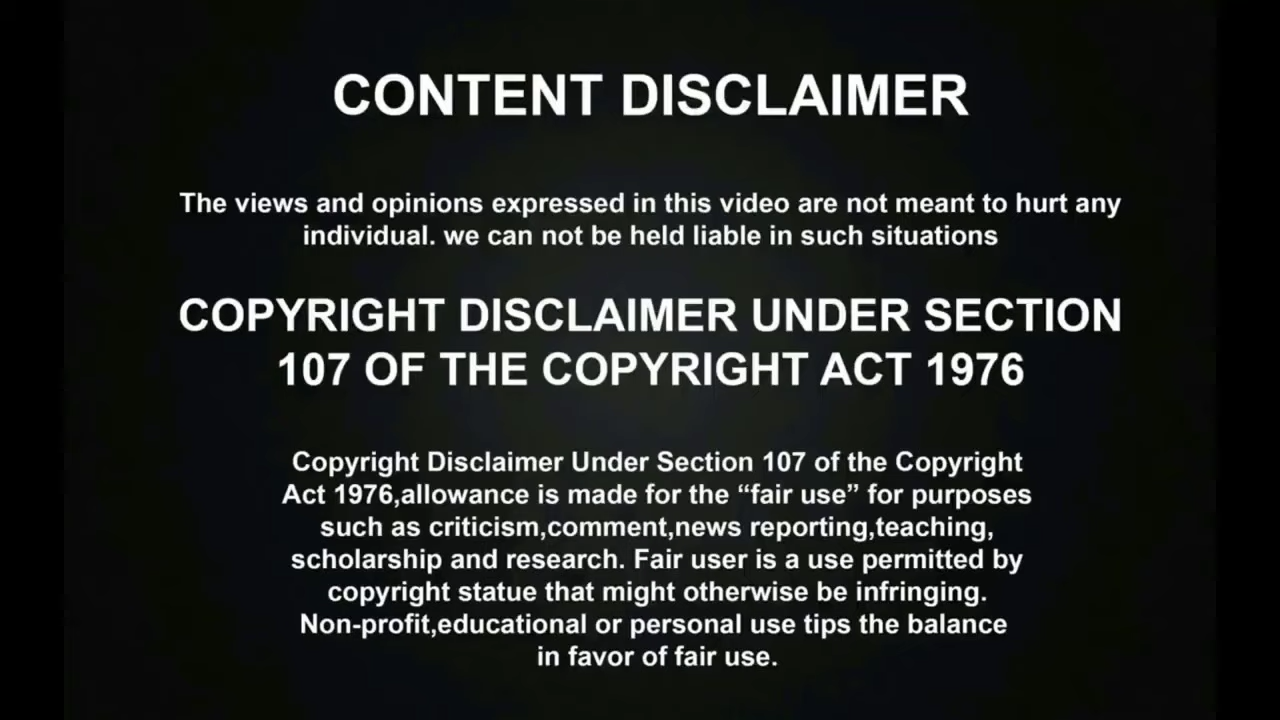 CONTENT DISCLAIMER
The views and opinions expressed in this video are not meant to hurt any
individual. we can not be held liable in such situations
COPYRIGHT DISCLAIMER UNDER SECTION
107 OF THE COPYRIGHT ACT 1976
Copyright Disclaimer Under Section 107 of the Copyright
Act 1976,allowance is made for the “fair use” for purposes
such as criticism,comment,news reporting,teaching,
scholarship and research. Fair user is a use permitted by
copyright statue that might otherwise be infringing.
Non-profit,educational or personal use tips the balance
in favor of fair use.